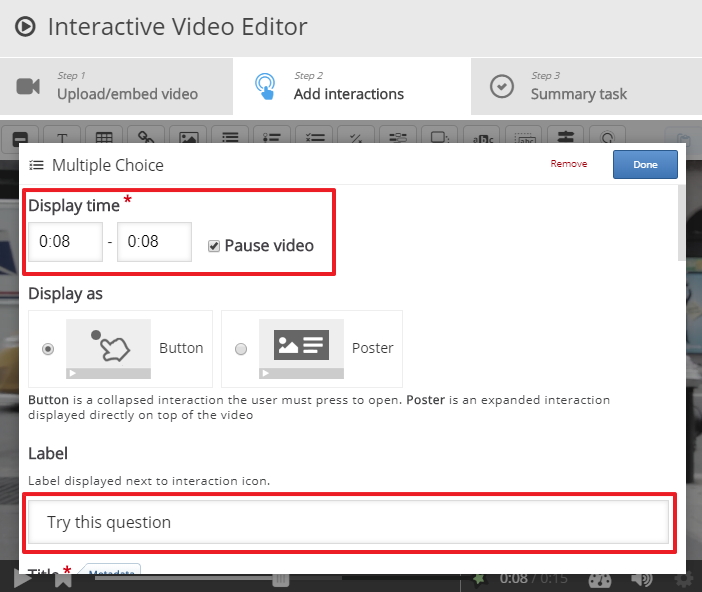 Interactive Video Editor
Step 1
Upload/embed video
Step 2
Add interactions
Step 3
Summary task
T
abc
Multiple Choice
Remove
Done
Display time *
0:08 - 0:08
Pause video
Display as
Button
Poster
Button is a collapsed interaction the user must press to open. Poster is an expanded interaction
displayed directly on top of the video
Label
Label displayed next to interaction icon.
Try this question
Title *
Metadata
0:08 / 0:15